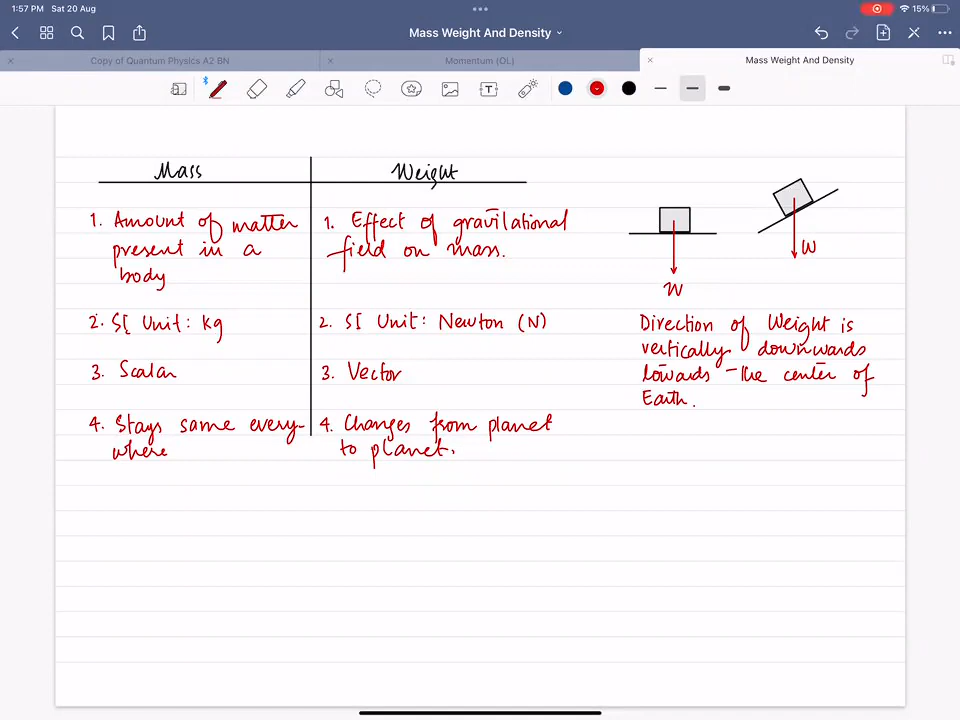 1:57 PM Sat 20 Aug
15%
Mass Weight And Density
Copy of Quantum Physics A2 BN
Momentum (OL)
Mass Weight And Density
T
Mass
1. Amount of matter
present in a
body
2. SI Unit: kg
3. Scalar
4. Stays same every-
where
Weight
1. Effect of gravitational
field on mass.
2. SI Unit: Newton (N)
3. Vector
4. Changes from planet
to planet.
W
W
Direction of Weight is
vertically downwards
towards the center of
Earth.